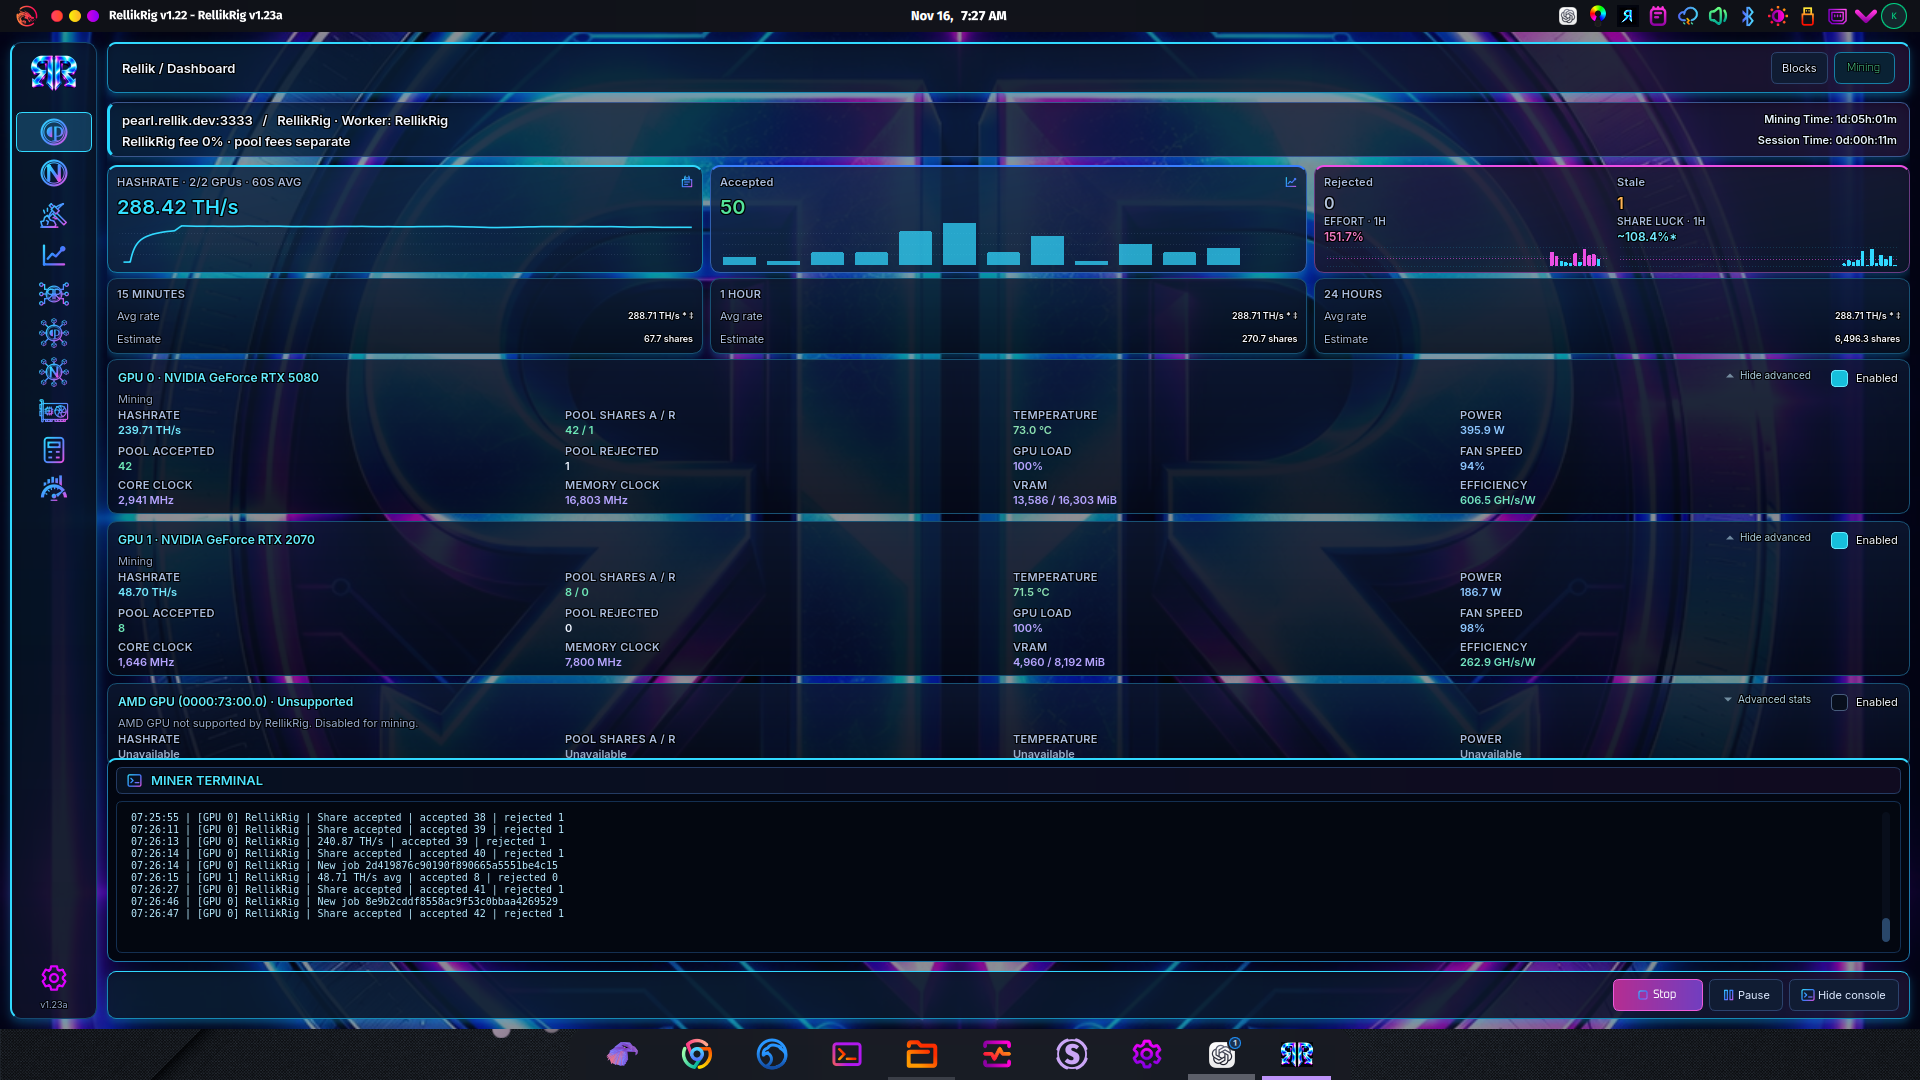 RellikRig v1.22 - RellikRig v1.23a
Nov 16, 7:27 AM
Rellik / Dashboard
Blocks
Mining
pearl.rellik.dev:3333 / RellikRig · Worker: RellikRig
RellikRig fee 0% · pool fees separate
Mining Time: 1d:05h:01m
Session Time: 0d:00h:11m
HASHRATE · 2/2 GPUs · 60S AVG
288.42 TH/s
Accepted
50
Rejected
0
EFFORT · 1H
151.7%
Stale
1
SHARE LUCK · 1H
~108.4%*
15 MINUTES
Avg rate 288.71 TH/s * ‡
Estimate 67.7 shares
1 HOUR
Avg rate 288.71 TH/s * ‡
Estimate 270.7 shares
24 HOURS
Avg rate 288.71 TH/s * ‡
Estimate 6,496.3 shares
GPU 0 · NVIDIA GeForce RTX 5080
Hide advanced
Enabled
Mining
HASHRATE POOL SHARES A / R TEMPERATURE POWER
239.71 TH/s 42 / 1 73.0 °C 395.9 W
POOL ACCEPTED POOL REJECTED GPU LOAD FAN SPEED
42 1 100% 94%
CORE CLOCK MEMORY CLOCK VRAM EFFICIENCY
2,941 MHz 16,803 MHz 13,586 / 16,303 MiB 606.5 GH/s/W
GPU 1 · NVIDIA GeForce RTX 2070
Hide advanced
Enabled
Mining
HASHRATE POOL SHARES A / R TEMPERATURE POWER
48.70 TH/s 8 / 0 71.5 °C 186.7 W
POOL ACCEPTED POOL REJECTED GPU LOAD FAN SPEED
8 0 100% 98%
CORE CLOCK MEMORY CLOCK VRAM EFFICIENCY
1,646 MHz 7,800 MHz 4,960 / 8,192 MiB 262.9 GH/s/W
AMD GPU (0000:73:00.0) · Unsupported
Advanced stats
Enabled
AMD GPU not supported by RellikRig. Disabled for mining.
HASHRATE POOL SHARES A / R TEMPERATURE POWER
Unavailable Unavailable Unavailable Unavailable
MINER TERMINAL
07:25:55 | [GPU 0] RellikRig | Share accepted | accepted 38 | rejected 1
07:26:11 | [GPU 0] RellikRig | Share accepted | accepted 39 | rejected 1
07:26:13 | [GPU 0] RellikRig | 240.87 TH/s | accepted 39 | rejected 1
07:26:14 | [GPU 0] RellikRig | Share accepted | accepted 40 | rejected 1
07:26:14 | [GPU 0] RellikRig | New job 2d419876c90190f890665a5551be4c15
07:26:15 | [GPU 1] RellikRig | 48.71 TH/s avg | accepted 8 | rejected 0
07:26:27 | [GPU 0] RellikRig | Share accepted | accepted 41 | rejected 1
07:26:46 | [GPU 0] RellikRig | New job 8e9b2cddf8558ac9f53c0bbaa4269529
07:26:47 | [GPU 0] RellikRig | Share accepted | accepted 42 | rejected 1
v1.23a
Stop
Pause
Hide console
1